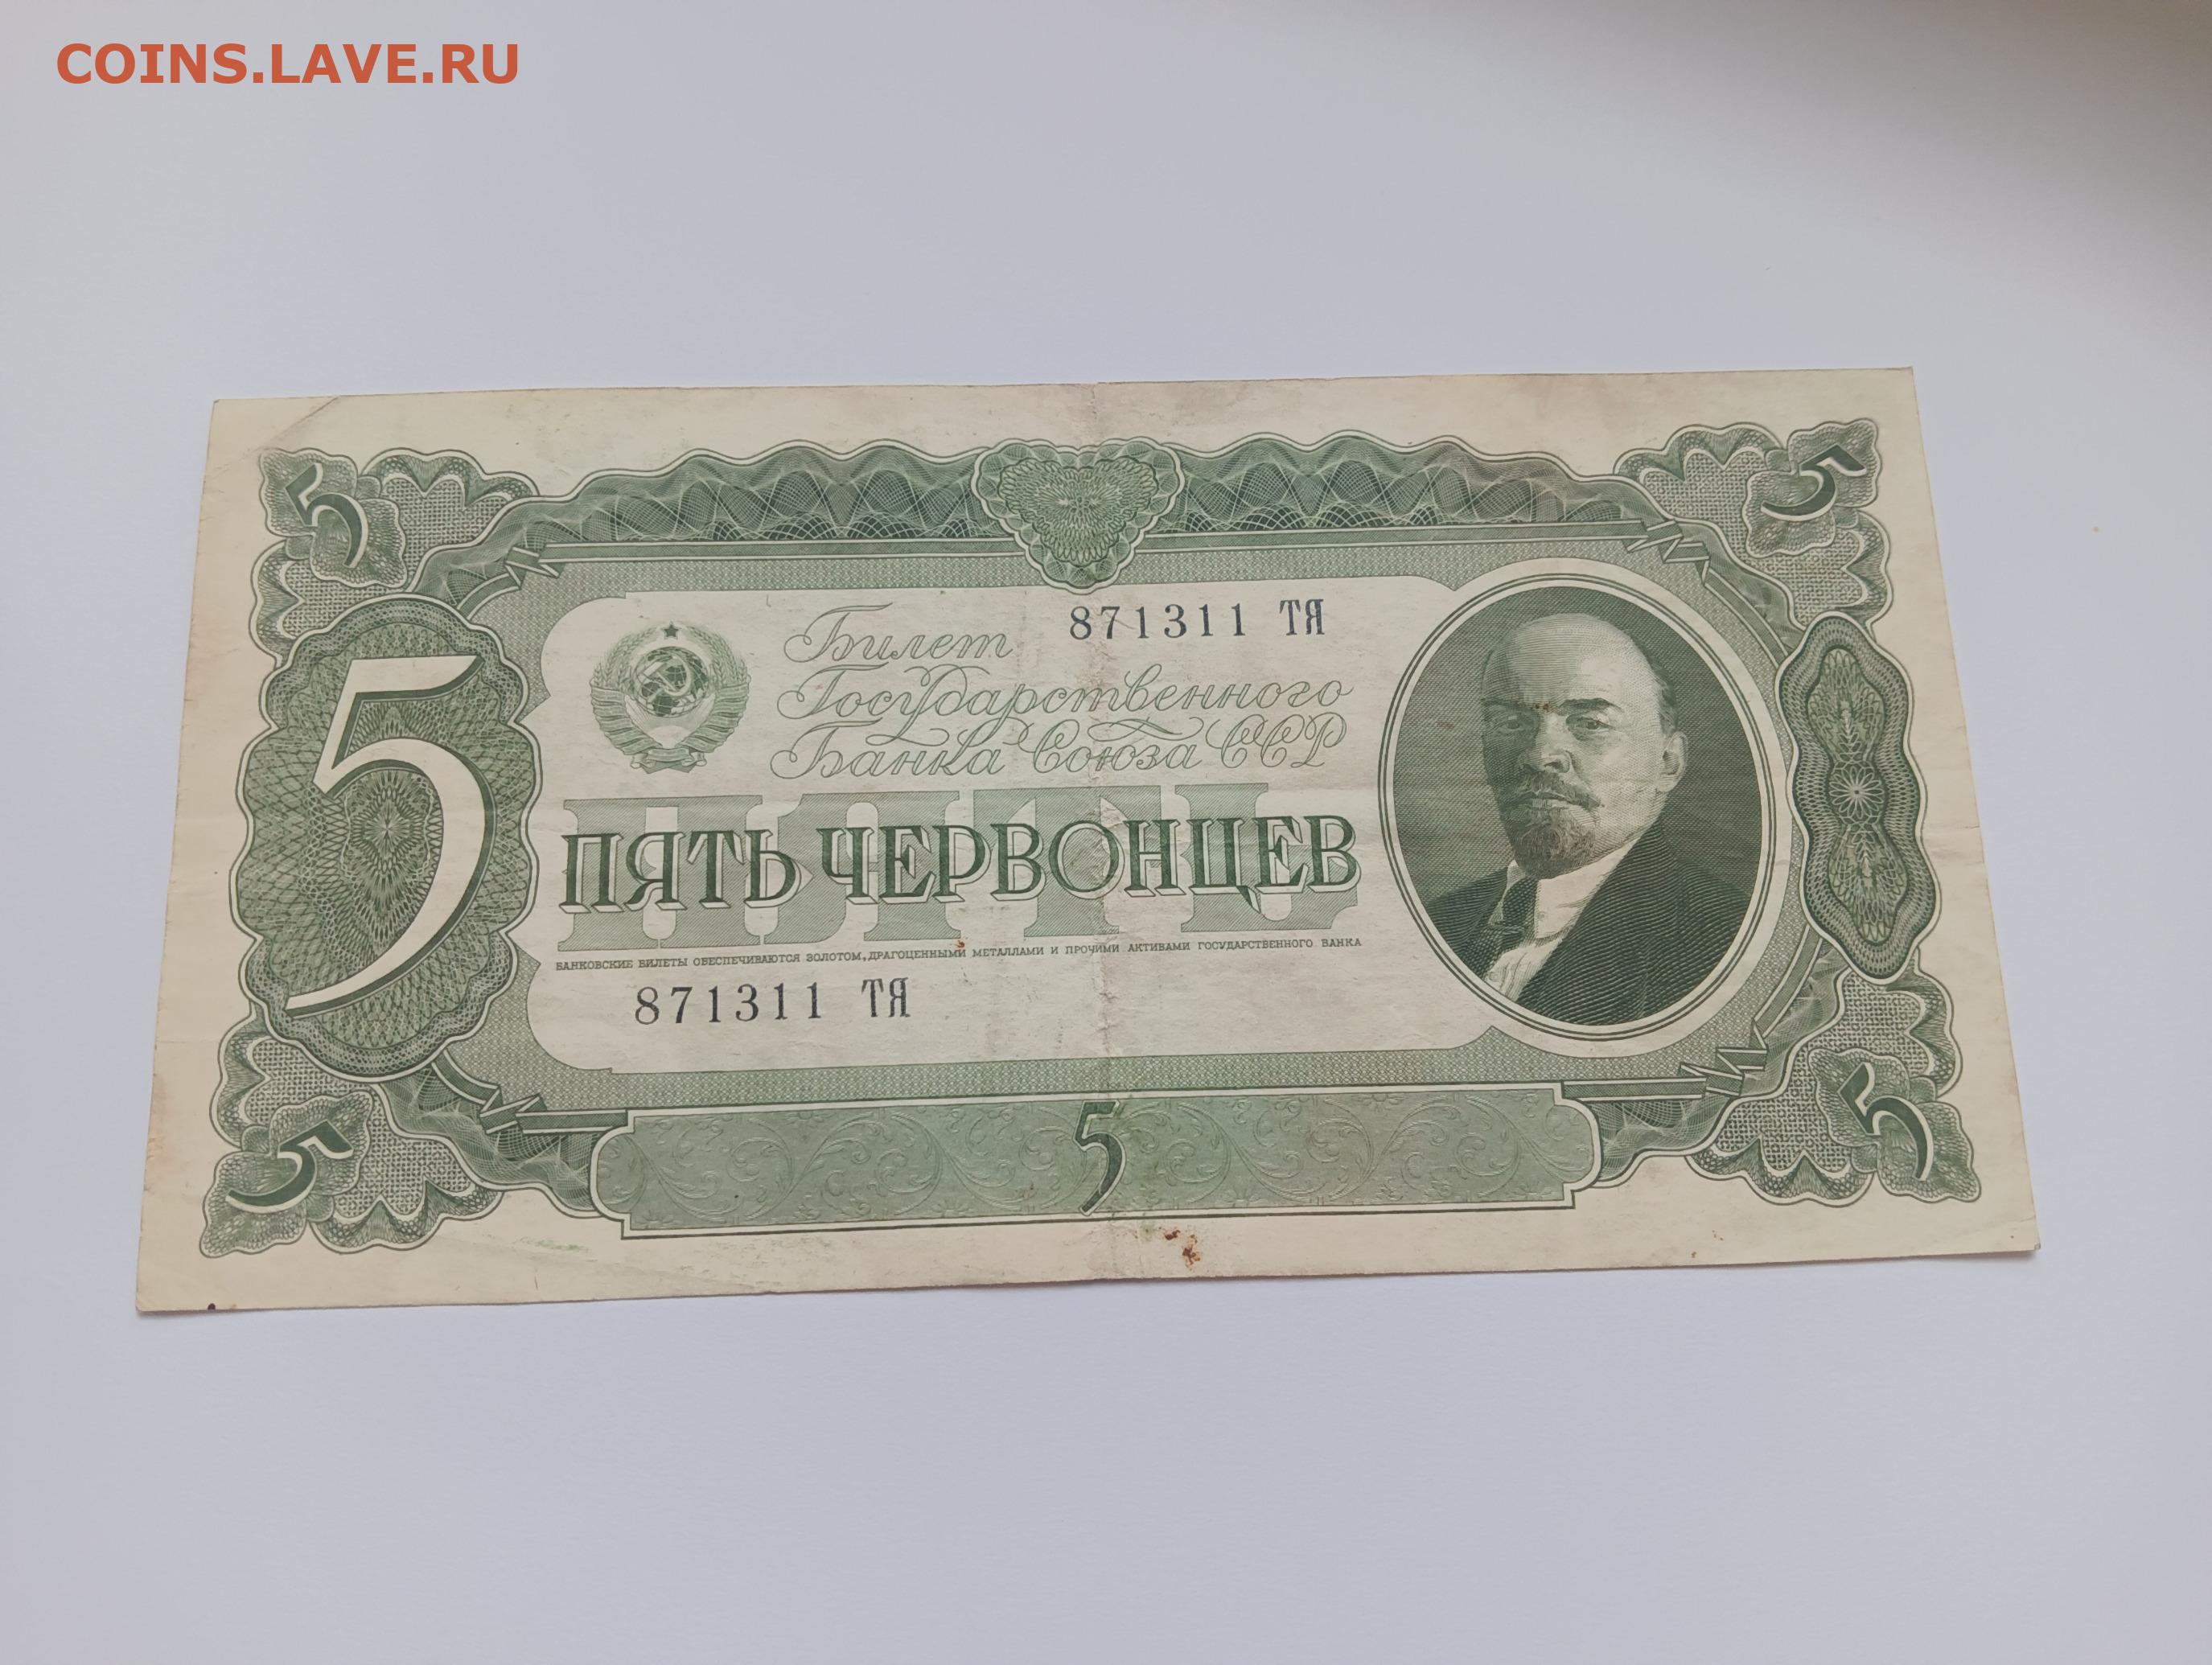 COINS.LAVE.RU
5
5
Билет
871311 ТЯ
Государственного
Банка Союза ССР
5
ПЯТЬ
ПЯТЬ ЧЕРВОНЦЕВ
БАНКОВСКИЕ БИЛЕТЫ ОБЕСПЕЧИВАЮТСЯ ЗОЛОТОМ, ДРАГОЦЕННЫМИ МЕТАЛЛАМИ И ПРОЧИМИ АКТИВАМИ ГОСУДАРСТВЕННОГО БАНКА
871311 ТЯ
5
5
5